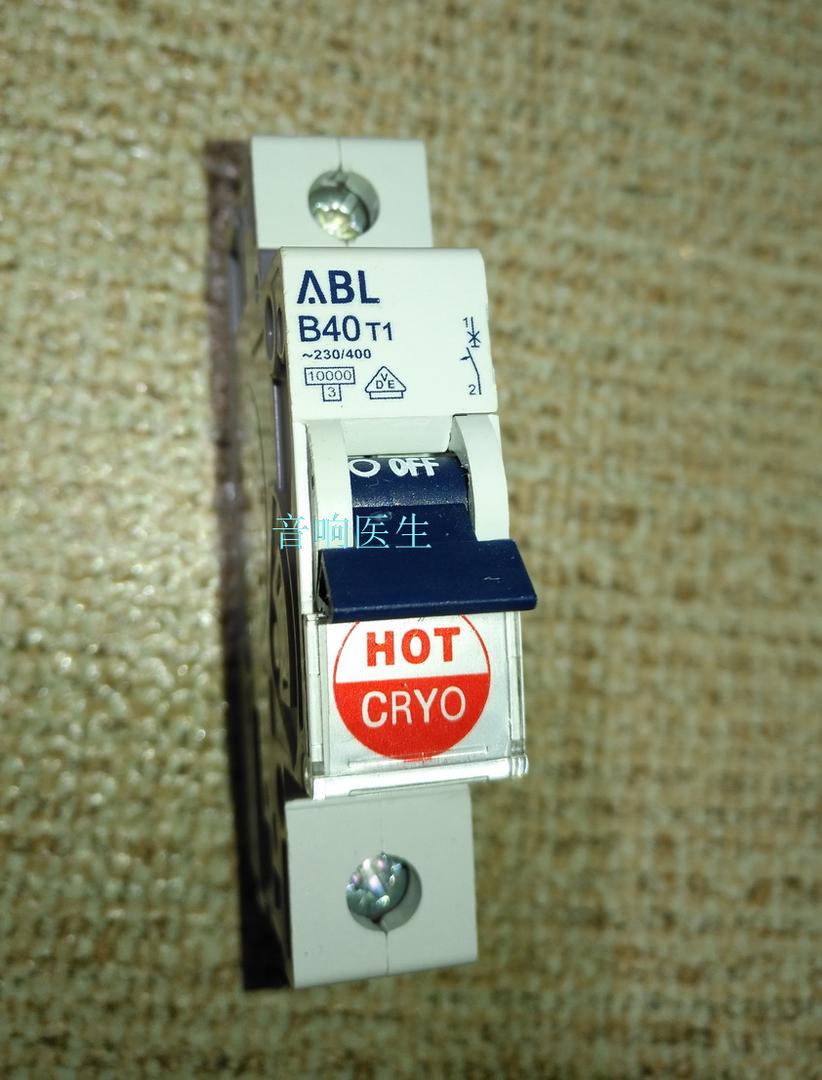 ABL
B40 T1
~230/400
10000
3
VDE
1
2
O OFF
音响医生
HOT
CRYO